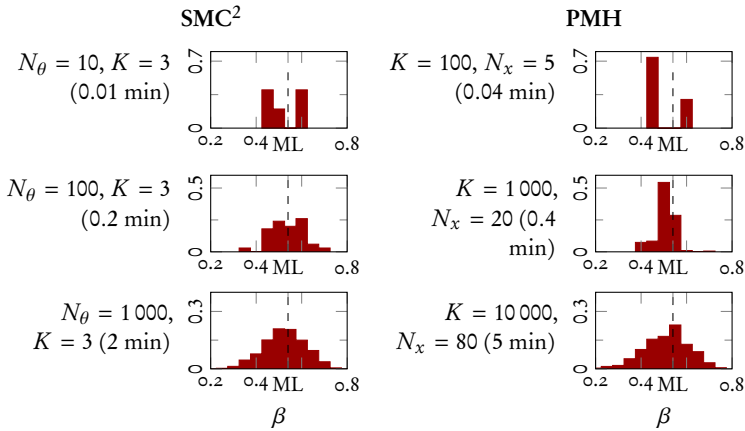 SMC²
PMH
N_θ = 10, K = 3
(0.01 min)
0.7
0
0.2
0.4
ML
0.8
K = 100, N_x = 5
(0.04 min)
0.7
0
0.2
0.4
ML
0.8
N_θ = 100, K = 3
(0.2 min)
0.5
0
0.2
0.4
ML
0.8
K = 1 000,
N_x = 20 (0.4
min)
0.5
0
0.2
0.4
ML
0.8
N_θ = 1 000,
K = 3 (2 min)
0.3
0
0.2
0.4
ML
0.8
β
K = 10 000,
N_x = 80 (5 min)
0.3
0
0.2
0.4
ML
0.8
β